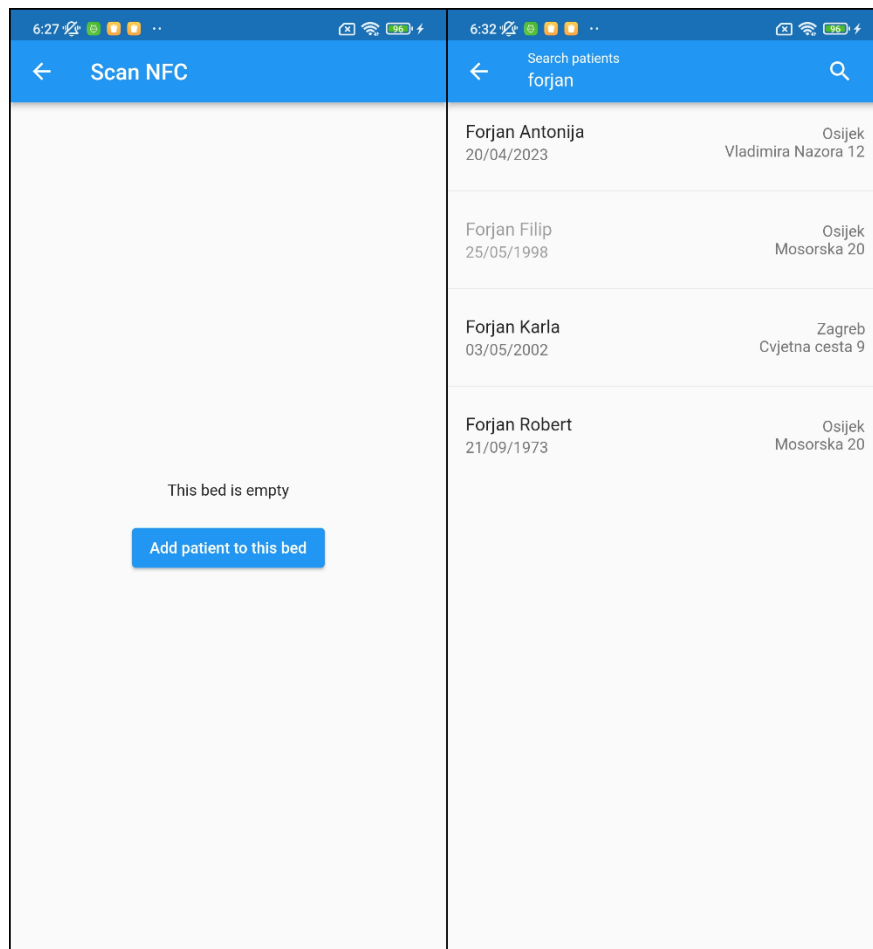 6:27
96
Scan NFC
This bed is empty
Add patient to this bed
6:32
96
Search patients
forjan
Forjan Antonija
20/04/2023
Osijek
Vladimira Nazora 12
Forjan Filip
25/05/1998
Osijek
Mosorska 20
Forjan Karla
03/05/2002
Zagreb
Cvjetna cesta 9
Forjan Robert
21/09/1973
Osijek
Mosorska 20